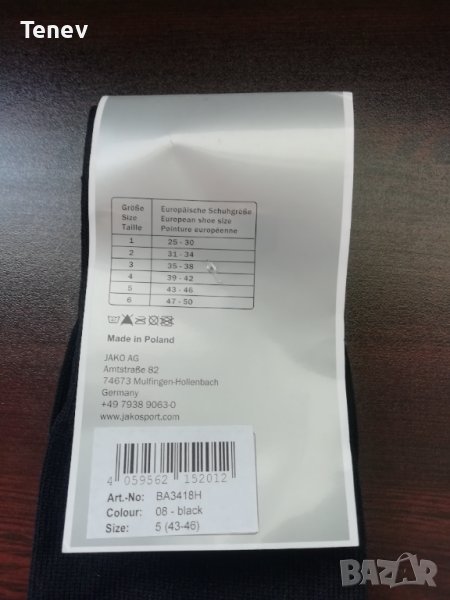 Tenev
Größe Europäische Schuhgröße
Size European shoe size
Taille Pointure européenne
1 25 - 30
2 31 - 34
3 35 - 38
4 39 - 42
5 43 - 46
6 47 - 50
Made in Poland
JAKO AG
Amtstraße 82
74673 Mulfingen-Hollenbach
Germany
+49 7938 9063-0
www.jakosport.com
4 059562 152012
Art.-No: BA3418H
Colour: 08 - black
Size: 5 (43-46)
BAZAR